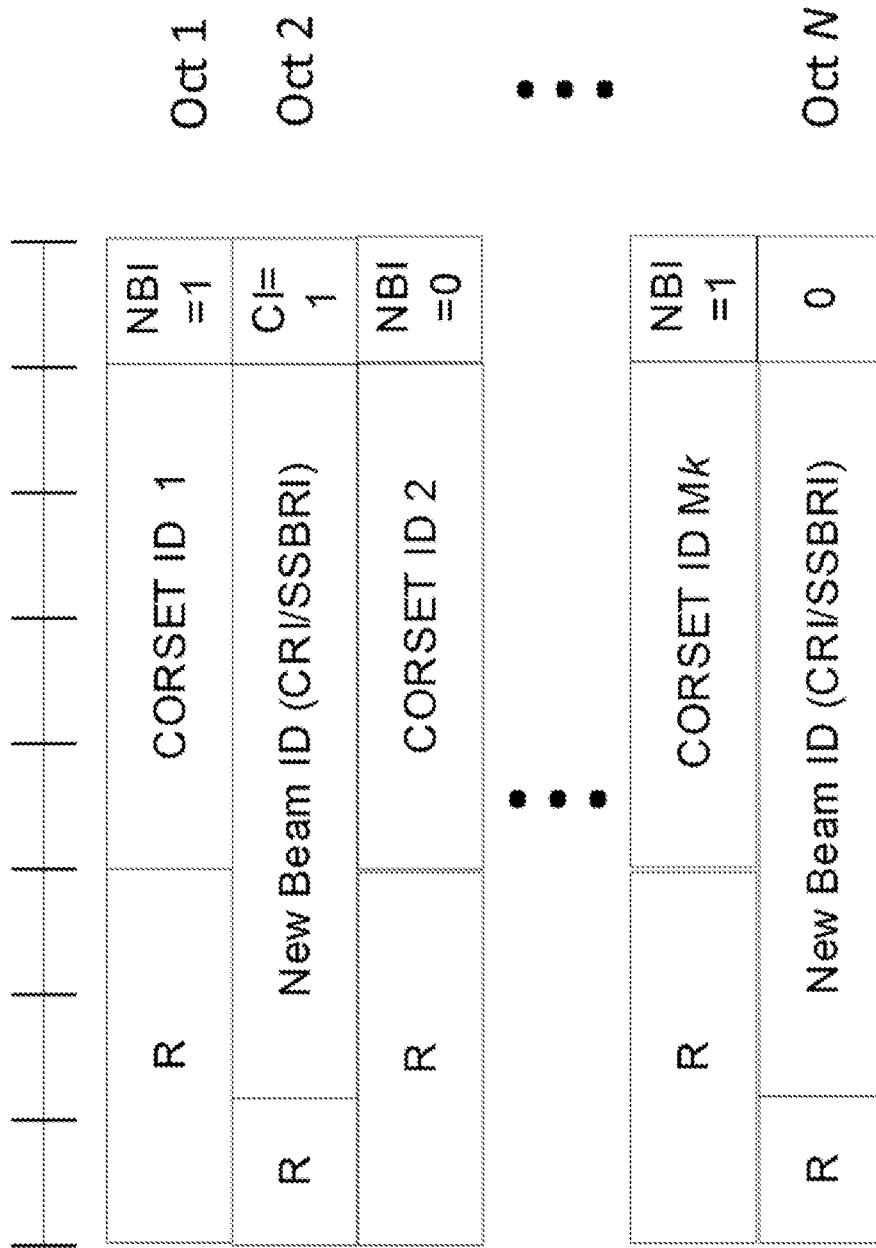 R CORSET ID 1 NBI =1 Oct 1
R New Beam ID (CRI/SSBRI) CI= 1 Oct 2
R CORSET ID 2 NBI =0
R CORSET ID Mk NBI =1
R New Beam ID (CRI/SSBRI) 0 Oct N